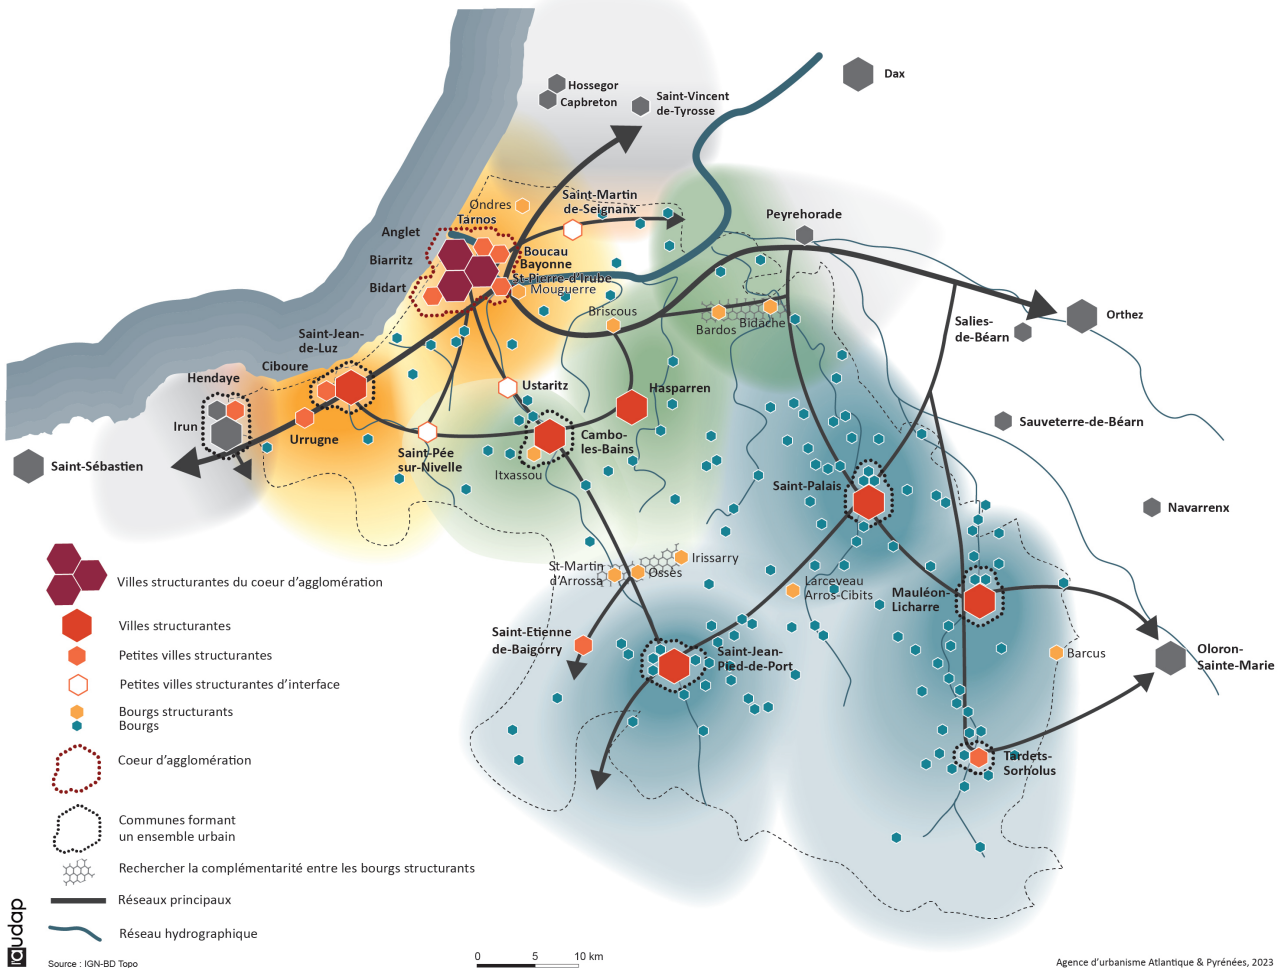 Dax
Hossegor
Capbreton
Saint-Vincent
de-Tyrosse
Saint-Martin
de-Seignanx
Ondres
Tarnos
Peyrehorade
Anglet
Biarritz
Bidart
Boucau
Bayonne
St-Pierre-d'Irube
Mouguerre
Briscous
Bardos
Bidache
Salies-
de-Béarn
Orthez
Saint-Jean-
de-Luz
Ciboure
Hendaye
Irun
Urrugne
Saint-Sébastien
Ustaritz
Hasparren
Saint-Pée
sur-Nivelle
Cambo-
les-Bains
Itxassou
Sauveterre-de-Béarn
Saint-Palais
Navarrenx
St-Martin
d'Arrossa
Ossès
Irissarry
Larceveau
Arros-Cibits
Mauléon-
Licharre
Saint-Etienne
de-Baigorry
Saint-Jean-
Pied-de-Port
Barcus
Oloron-
Sainte-Marie
Tardets-
Sorholus
Villes structurantes du coeur d'agglomération
Villes structurantes
Petites villes structurantes
Petites villes structurantes d'interface
Bourgs structurants
Bourgs
Coeur d'agglomération
Communes formant
un ensemble urbain
Rechercher la complémentarité entre les bourgs structurants
Réseaux principaux
Réseau hydrographique
audap
Source : IGN-BD Topo
0 5 10 km
Agence d'urbanisme Atlantique & Pyrénées, 2023